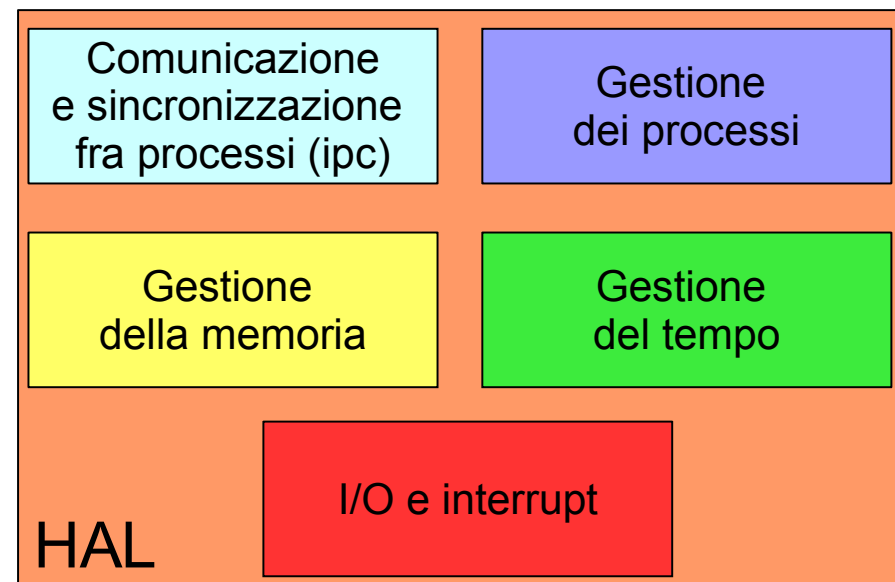 Comunicazione
e sincronizzazione
fra processi (ipc)
Gestione
dei processi
Gestione
della memoria
Gestione
del tempo
I/O e interrupt
HAL